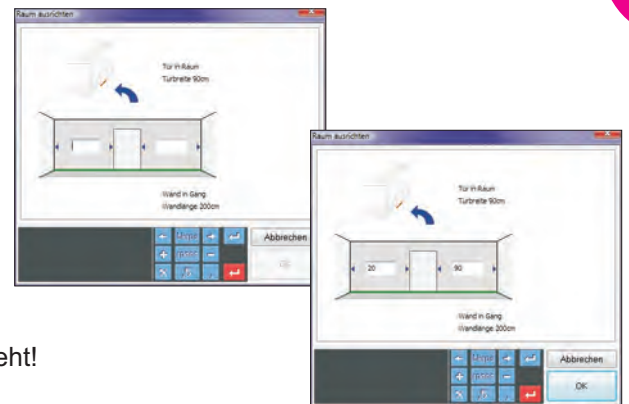 Raum ausrichten
Tür in Raum
Türbreite 90cm
Wand in Gang
Wandlänge 200cm
Abbrechen
OK
Raum ausrichten
Tür in Raum
Türbreite 90cm
20
90
Wand in Gang
Wandlänge 200cm
Abbrechen
OK
eht!